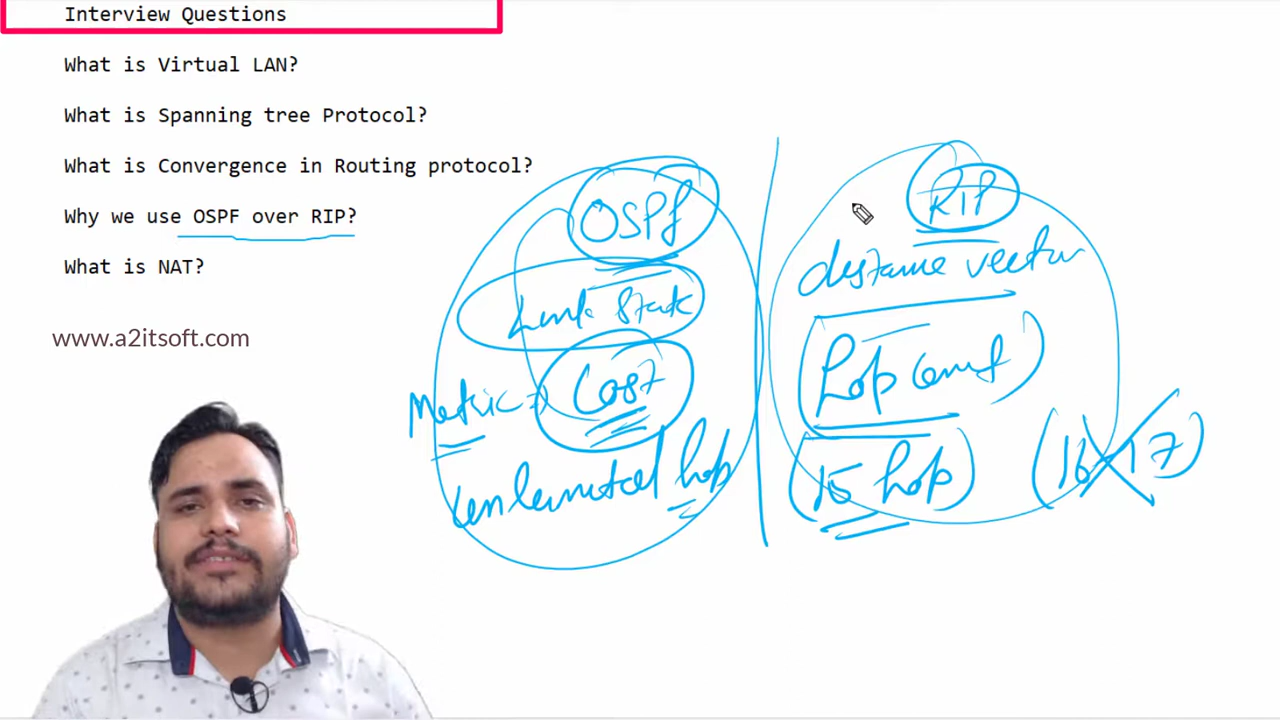 Interview Questions
What is Virtual LAN?
What is Spanning tree Protocol?
What is Convergence in Routing protocol?
Why we use OSPF over RIP?
What is NAT?
www.a2itsoft.com
OSPf
Link State
Metric => Cost
unlimited hop
RIP
distance vector
hop count
15 hop
(16 17)